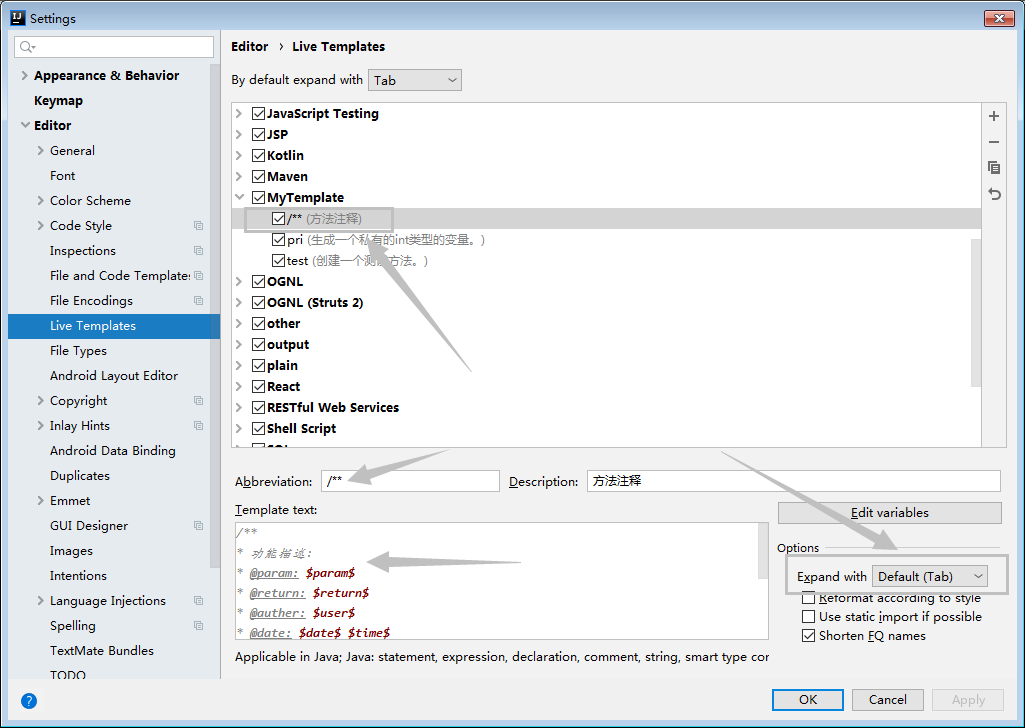 Settings
Appearance & Behavior
Keymap
Editor
General
Font
Color Scheme
Code Style
Inspections
File and Code Templates
File Encodings
Live Templates
File Types
Android Layout Editor
Copyright
Inlay Hints
Android Data Binding
Duplicates
Emmet
GUI Designer
Images
Intentions
Language Injections
Spelling
TextMate Bundles
TODO
Editor › Live Templates
By default expand with Tab
JavaScript Testing
JSP
Kotlin
Maven
MyTemplate
/** (方法注释)
pri (生成一个私有的int类型的变量。)
test (创建一个测试方法。)
OGNL
OGNL (Struts 2)
other
output
plain
React
RESTful Web Services
Shell Script
Abbreviation: /** Description: 方法注释
Template text:
/**
* 功能描述:
* @param: $param$
* @return: $return$
* @auther: $user$
* @date: $date$ $time$
Edit variables
Options
Expand with Default (Tab)
Reformat according to style
Use static import if possible
Shorten FQ names
Applicable in Java; Java: statement, expression, declaration, comment, string, smart type cor
? OK Cancel Apply